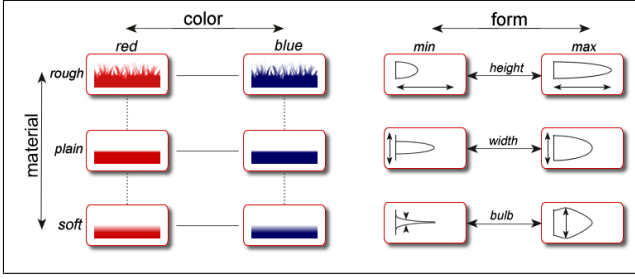 color
form
red
blue
min
max
rough
height
material
plain
width
soft
bulb